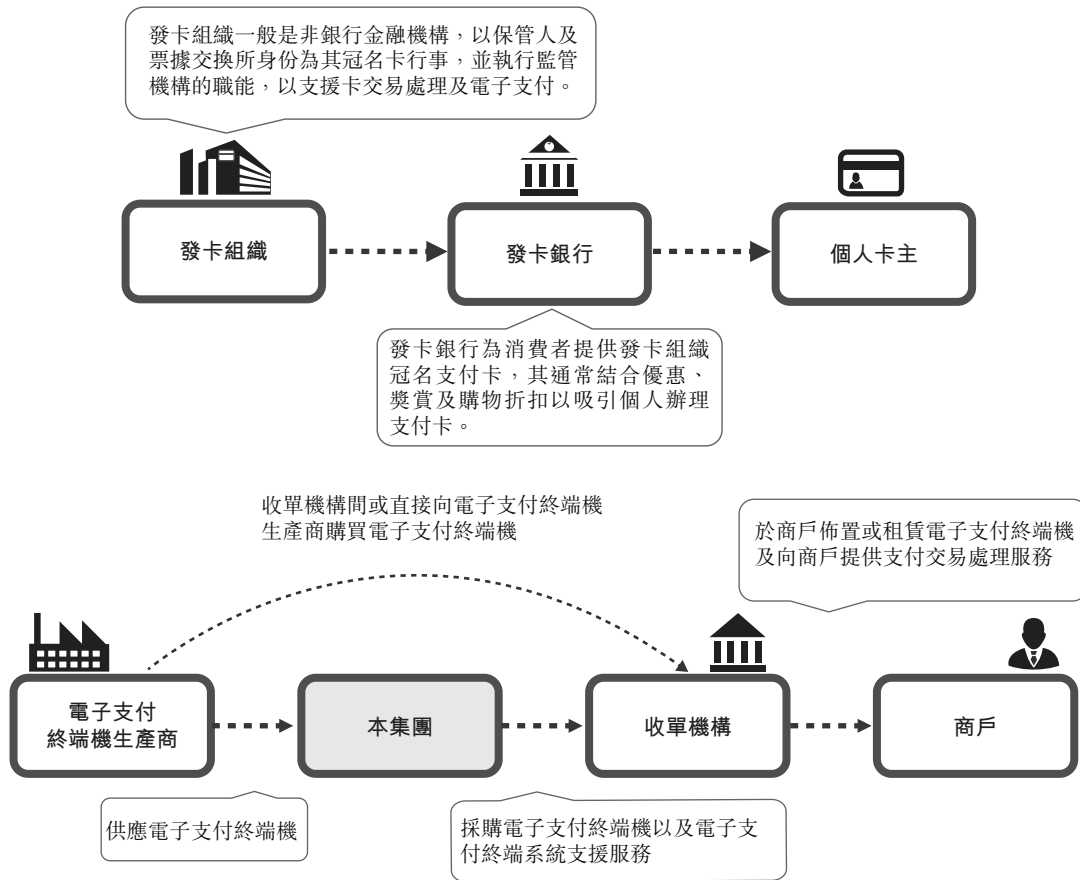 發卡組織一般是非銀行金融機構，以保管人及
票據交換所身份為其冠名卡行事，並執行監管
機構的職能，以支援卡交易處理及電子支付。
發卡組織
發卡銀行
個人卡主
發卡銀行為消費者提供發卡組織
冠名支付卡，其通常結合優惠、
獎賞及購物折扣以吸引個人辦理
支付卡。
收單機構間或直接向電子支付終端機
生產商購買電子支付終端機
於商戶佈置或租賃電子支付終端機
及向商戶提供支付交易處理服務
電子支付
終端機生產商
本集團
收單機構
商戶
供應電子支付終端機
採購電子支付終端機以及電子支
付終端系統支援服務